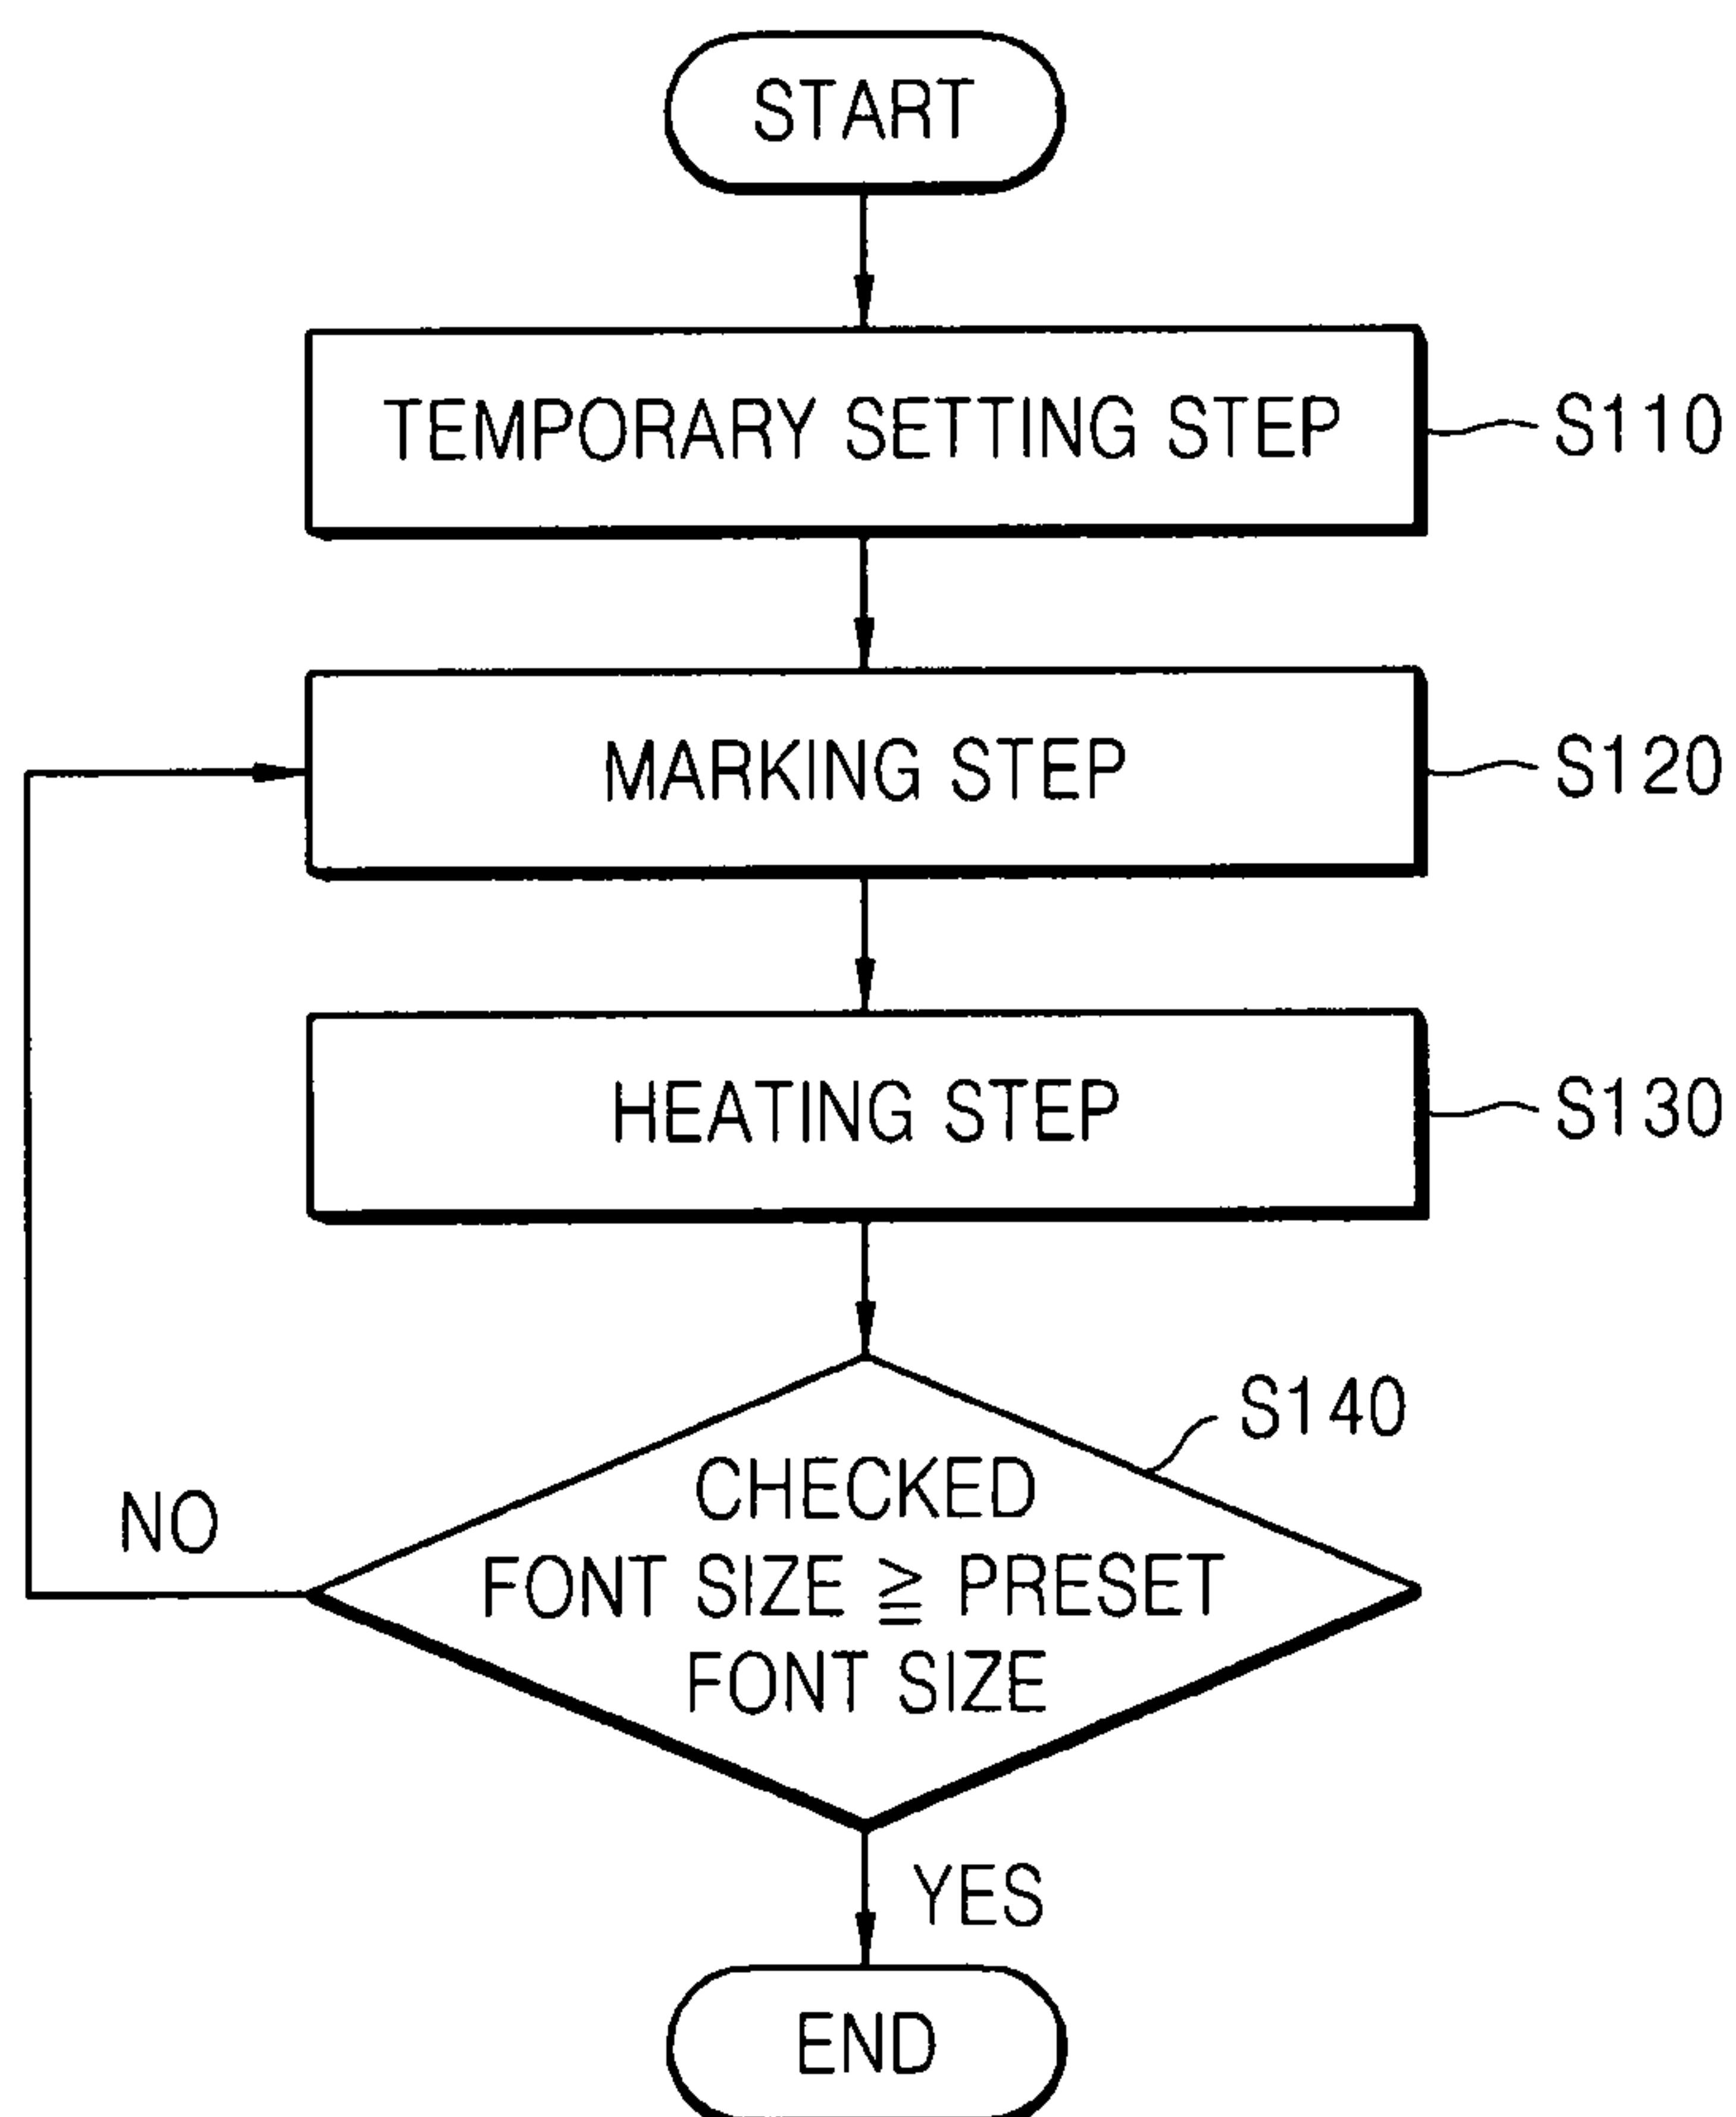 START
TEMPORARY SETTING STEP
S110
MARKING STEP
S120
HEATING STEP
S130
S140
CHECKED
NO
FONT SIZE ≧ PRESET
FONT SIZE
YES
END